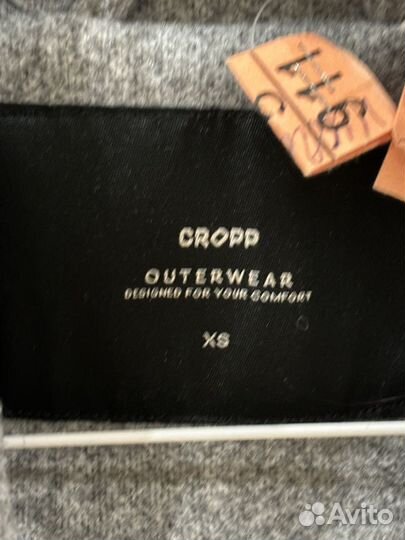 CROPP
OUTERWEAR
DESIGNED FOR YOUR COMFORT
XS
Avito